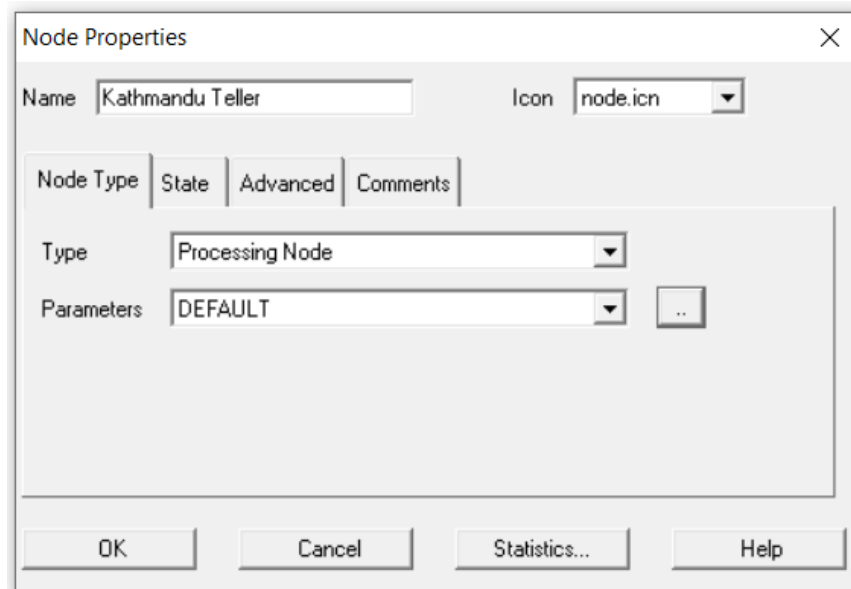 Node Properties
Name Kathmandu Teller Icon node.icn
Node Type State Advanced Comments
Type Processing Node
Parameters DEFAULT ..
OK Cancel Statistics... Help